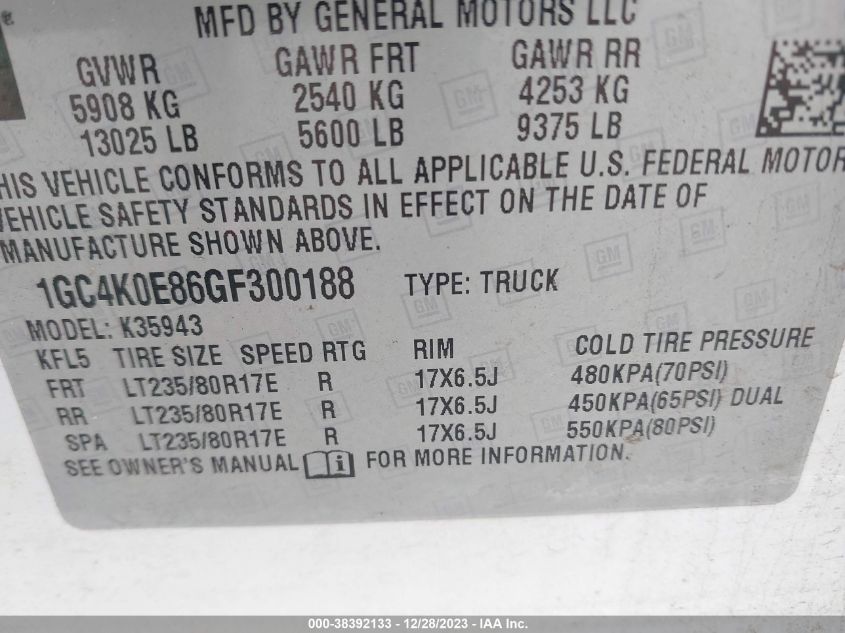 MFD BY GENERAL MOTORS LLC
GVWR GAWR FRT GAWR RR
5908 KG 2540 KG 4253 KG
13025 LB 5600 LB 9375 LB
HIS VEHICLE CONFORMS TO ALL APPLICABLE U.S. FEDERAL MOTOR
VEHICLE SAFETY STANDARDS IN EFFECT ON THE DATE OF
MANUFACTURE SHOWN ABOVE.
1GC4K0E86GF300188 TYPE: TRUCK
MODEL: K35943
KFL5 TIRE SIZE SPEED RTG RIM COLD TIRE PRESSURE
FRT LT235/80R17E R 17X6.5J 480KPA(70PSI)
RR LT235/80R17E R 17X6.5J 450KPA(65PSI) DUAL
SPA LT235/80R17E R 17X6.5J 550KPA(80PSI)
SEE OWNER'S MANUAL i FOR MORE INFORMATION.
000-38392133 - 12/28/2023 - IAA Inc.